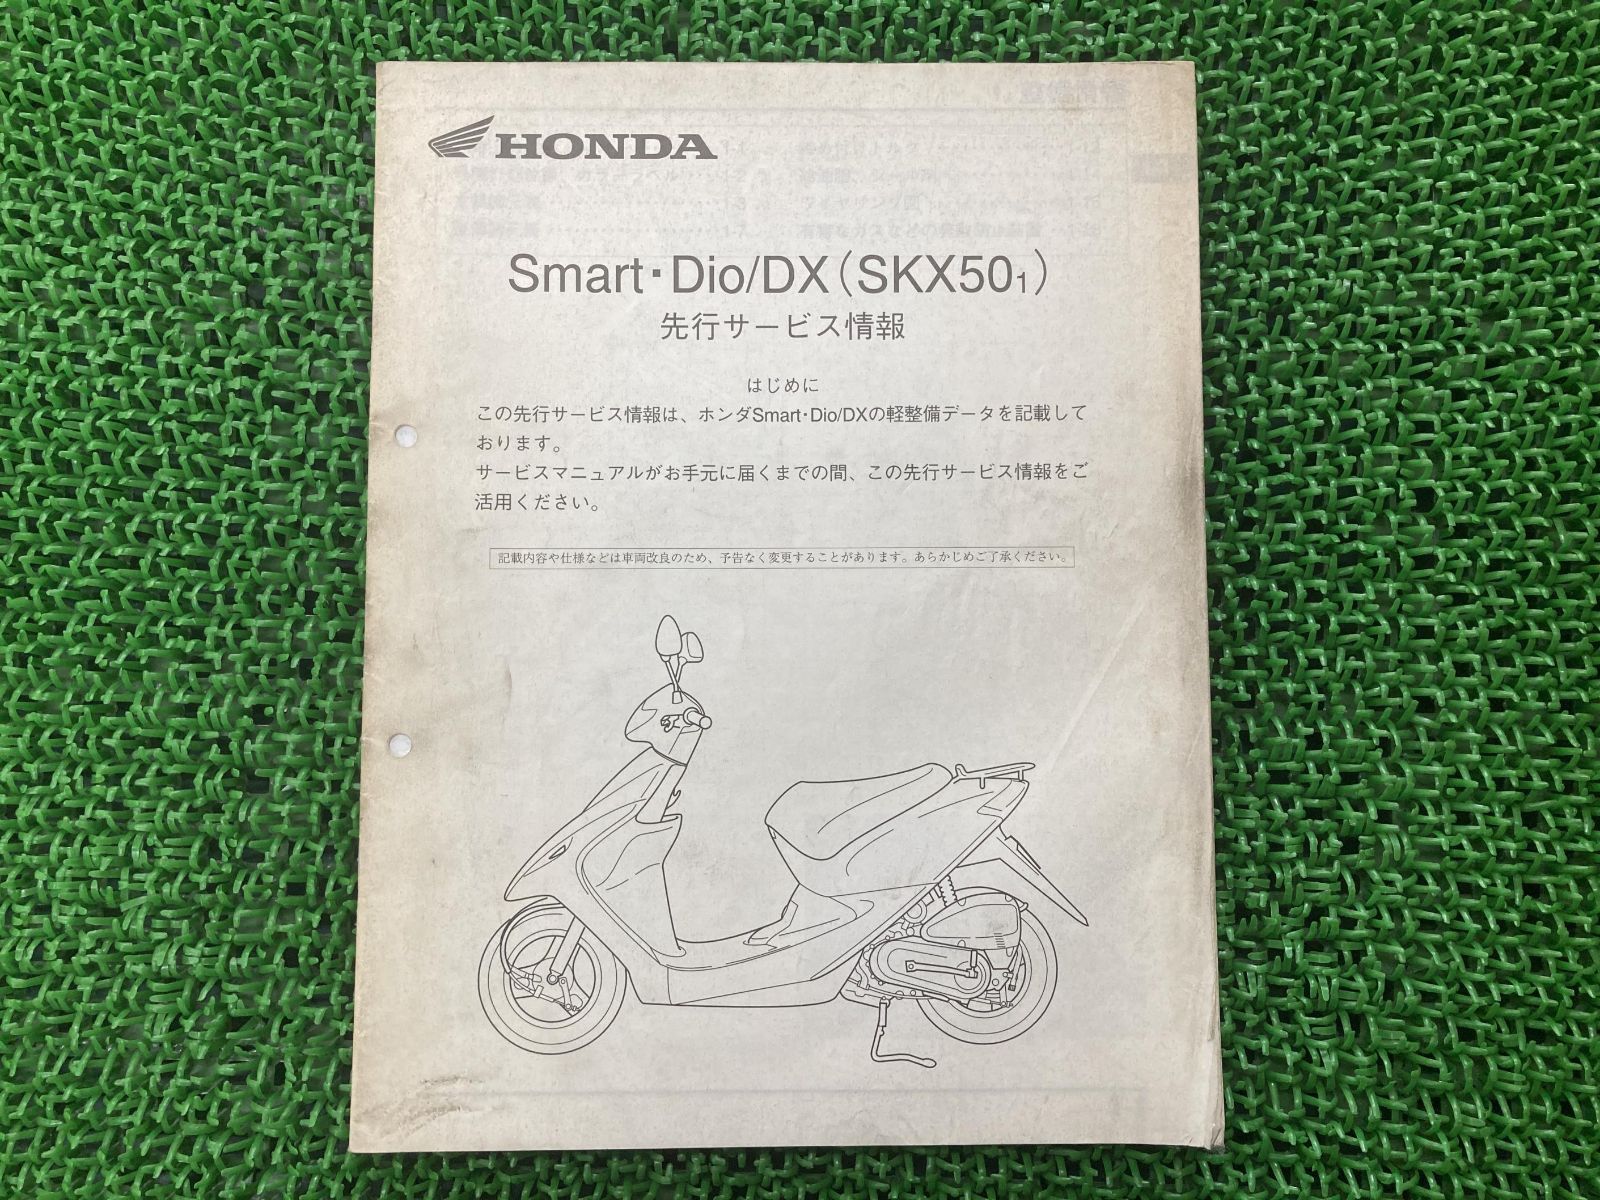 HONDA
Smart・Dio/DX(SKX50₁)
先行サービス情報
はじめに
この先行サービス情報は、ホンダSmart・Dio/DXの軽整備データを記載して
おります。
サービスマニュアルがお手元に届くまでの間、この先行サービス情報をご
活用ください。
記載内容や仕様などは車両改良のため、予告なく変更することがあります。あらかじめご了承ください。